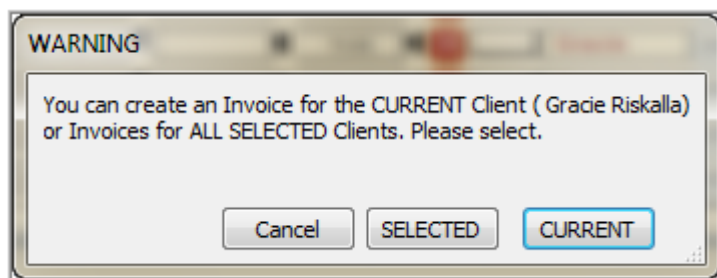 WARNING
You can create an Invoice for the CURRENT Client ( Gracie Riskalla)
or Invoices for ALL SELECTED Clients. Please select.
Cancel
SELECTED
CURRENT